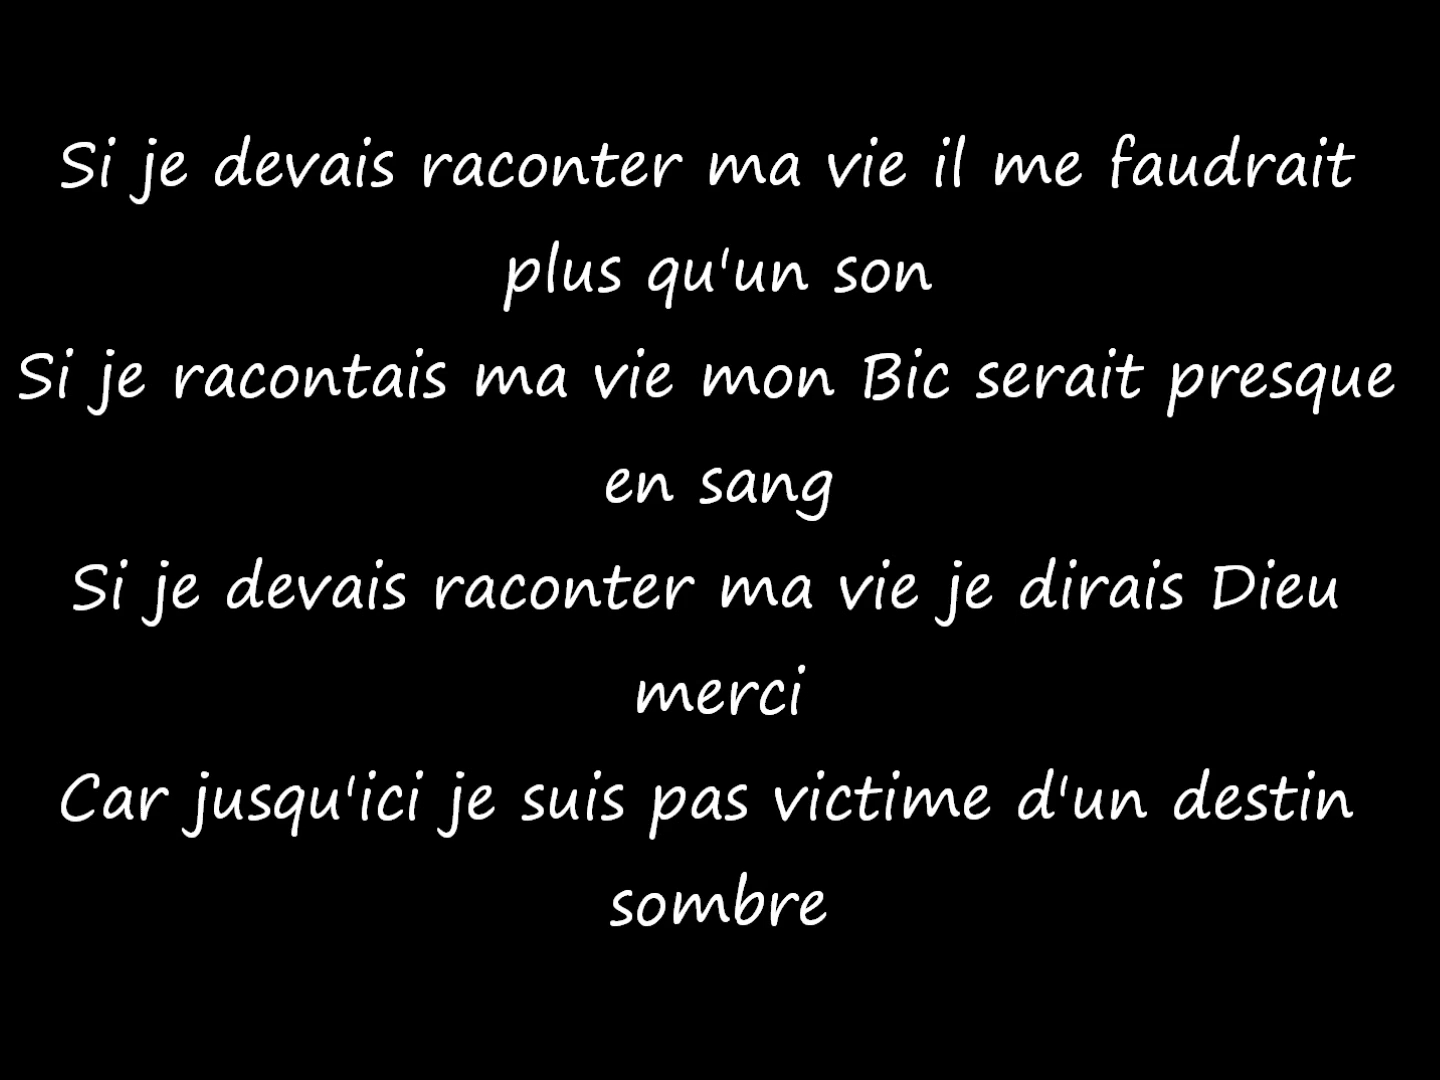 Si je devais raconter ma vie il me faudrait
plus qu'un son
Si je racontais ma vie mon Bic serait presque
en sang
Si je devais raconter ma vie je dirais Dieu
merci
Car jusqu'ici je suis pas victime d'un destin
sombre